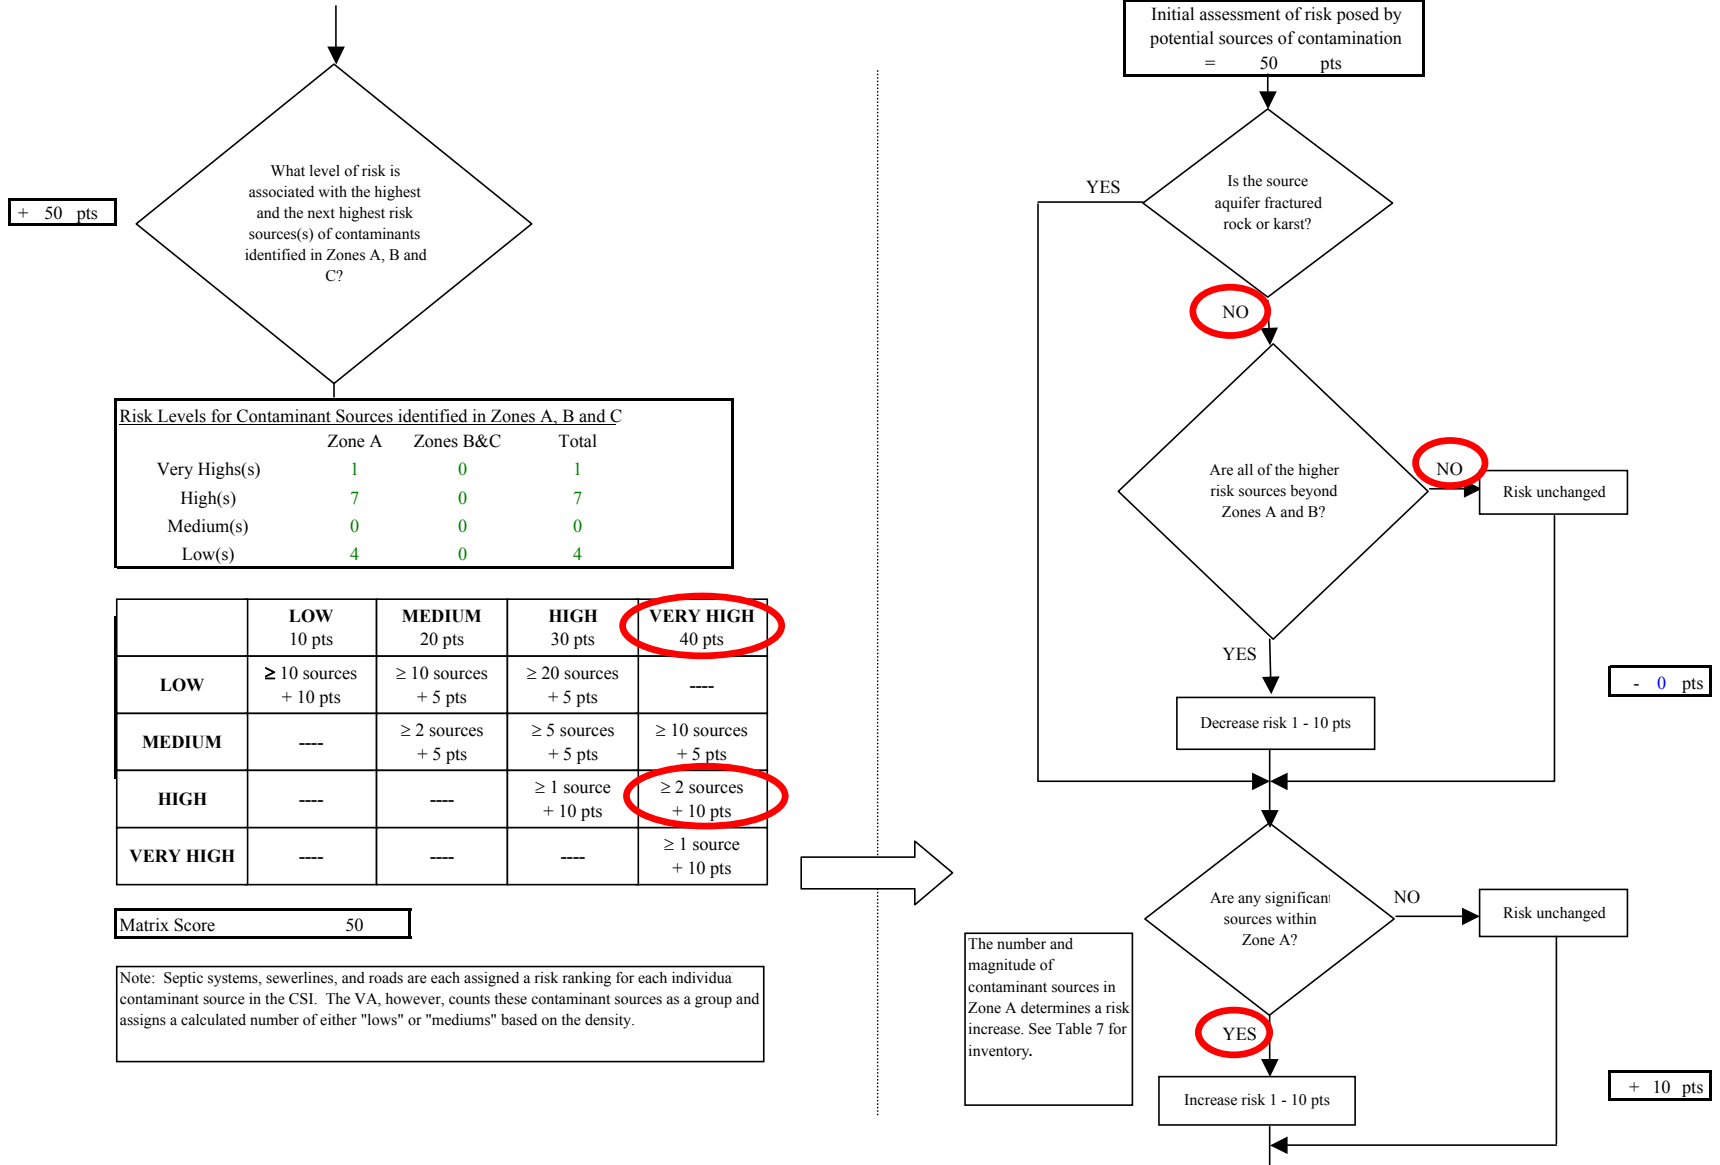 What level of risk is
associated with the highest
and the next highest risk
sources(s) of contaminants
identified in Zones A, B and
C?
+ 50 pts
Risk Levels for Contaminant Sources identified in Zones A, B and C
Zone A Zones B&C Total
Very Highs(s) 1 0 1
High(s) 7 0 7
Medium(s) 0 0 0
Low(s) 4 0 4
LOW MEDIUM HIGH VERY HIGH
10 pts 20 pts 30 pts 40 pts
LOW
≥ 10 sources ≥ 10 sources ≥ 20 sources ----
+ 10 pts + 5 pts + 5 pts
MEDIUM
---- ≥ 2 sources ≥ 5 sources ≥ 10 sources
+ 5 pts + 5 pts + 5 pts
HIGH
---- ---- ≥ 1 source ≥ 2 sources
+ 10 pts + 10 pts
VERY HIGH
---- ---- ---- ≥ 1 source
+ 10 pts
Matrix Score 50
Note: Septic systems, sewerlines, and roads are each assigned a risk ranking for each individua
contaminant source in the CSI. The VA, however, counts these contaminant sources as a group and
assigns a calculated number of either "lows" or "mediums" based on the density.
Initial assessment of risk posed by
potential sources of contamination
= 50 pts
Is the source
aquifer fractured
rock or karst?
YES
NO
Are all of the higher
risk sources beyond
Zones A and B?
NO
Risk unchanged
YES
Decrease risk 1 - 10 pts
- 0 pts
Are any significant
sources within
Zone A?
NO
Risk unchanged
The number and
magnitude of
contaminant sources in
Zone A determines a risk
increase. See Table 7 for
inventory.
YES
Increase risk 1 - 10 pts
+ 10 pts